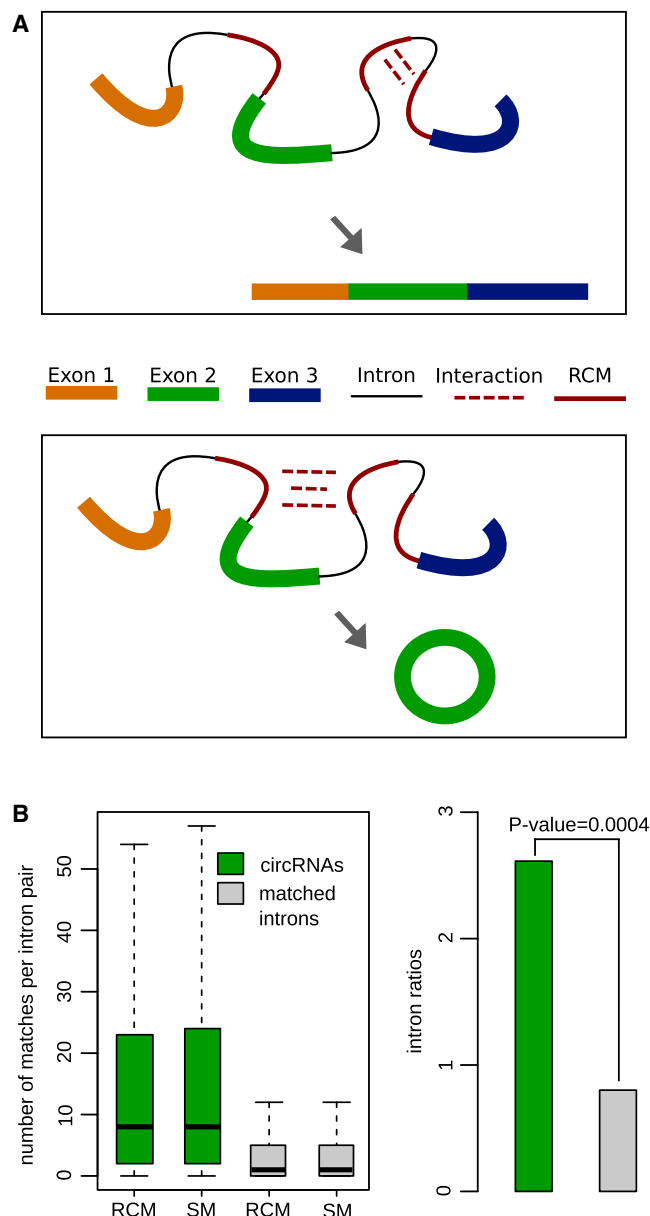 A
Exon 1 Exon 2 Exon 3 Intron Interaction RCM
B
number of matches per intron pair
0 10 20 30 40 50
circRNAs
matched
introns
RCM SM RCM SM
intron ratios
0 1 2 3
P-value=0.0004